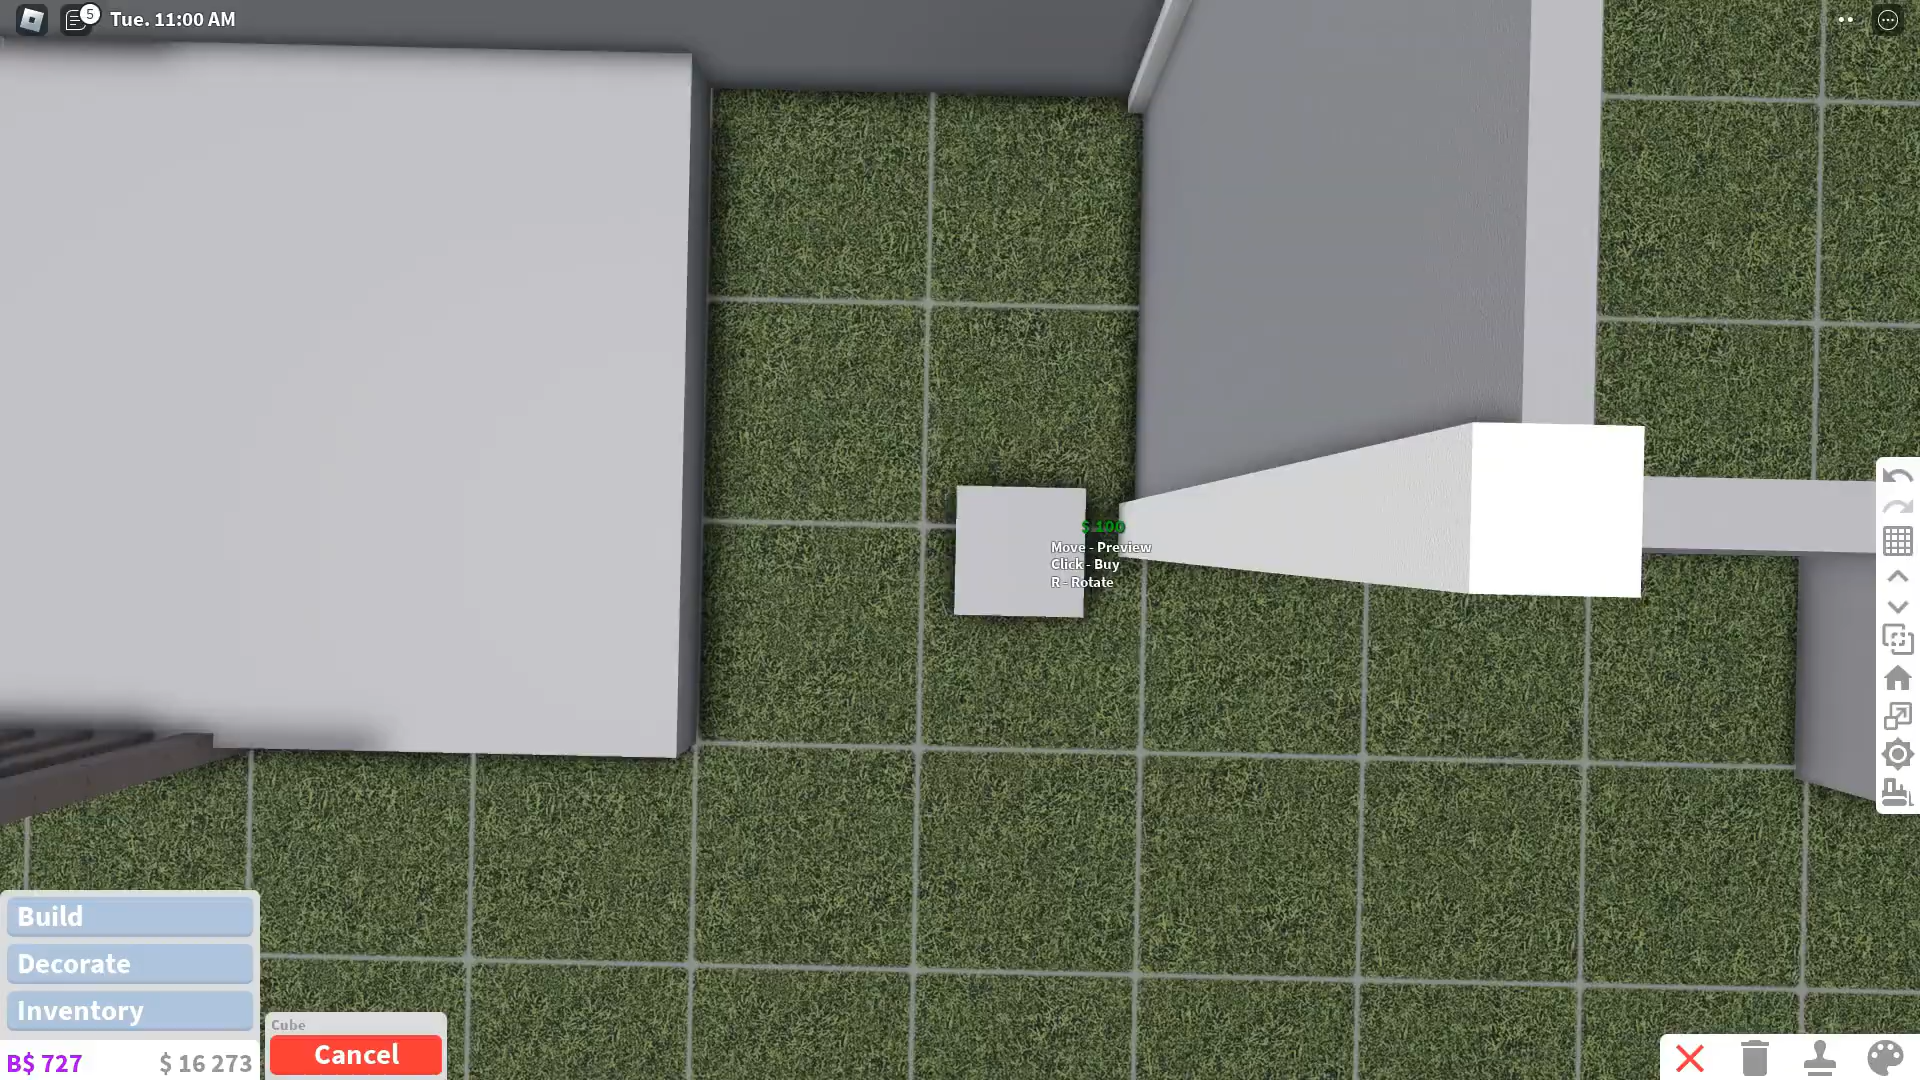 5
Tue. 11:00 AM
$ 100
Move - Preview
Click - Buy
R - Rotate
Build
Decorate
Inventory
B$ 727
$ 16 273
Cube
Cancel